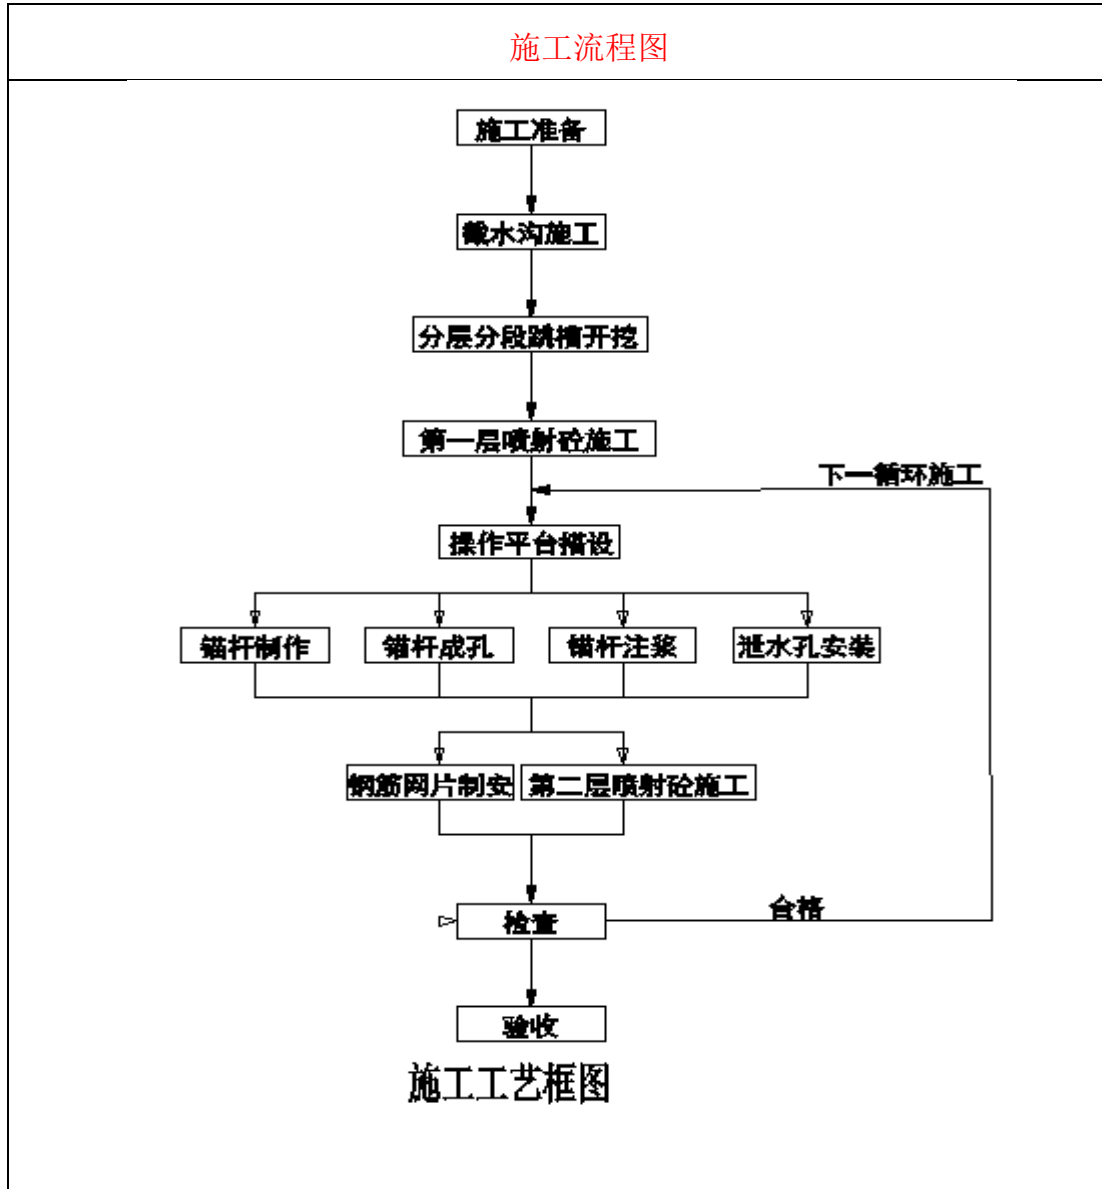 施工流程图
施工准备
截水沟施工
分层分段跳槽开挖
第一层喷射砼施工
下一循环施工
操作平台搭设
锚杆制作
锚杆成孔
锚杆注浆
泄水孔安装
钢筋网片制安
第二层喷射砼施工
合格
检查
验收
施工工艺框图